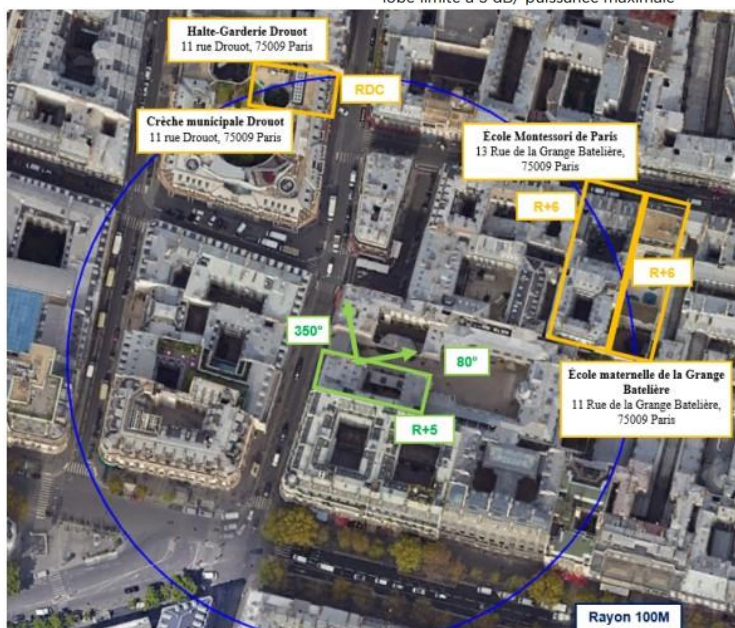 lobe limité à 3 dB/ puissance maximale
Halte-Garderie Drouot
11 rue Drouot, 75009 Paris
RDC
Crèche municipale Drouot
11 rue Drouot, 75009 Paris
École Montessori de Paris
13 Rue de la Grange Batelière,
75009 Paris
R+6
R+6
350°
80°
École maternelle de la Grange
Batelière
11 Rue de la Grange Batelière,
75009 Paris
R+5
Rayon 100M